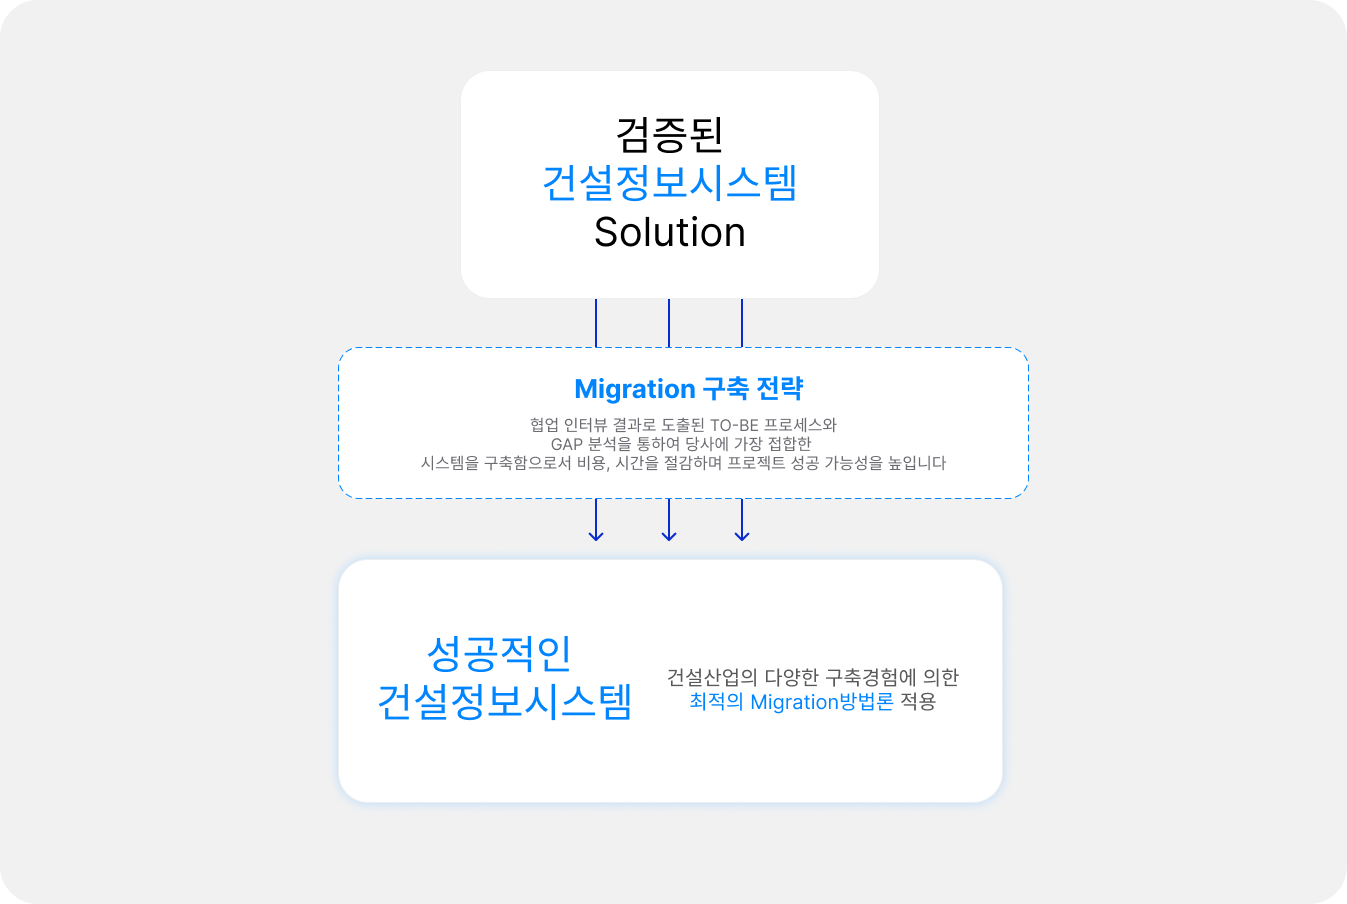 검증된
건설정보시스템
Solution
Migration 구축 전략
협업 인터뷰 결과로 도출된 TO-BE 프로세스와
GAP 분석을 통하여 당사에 가장 접합한
시스템을 구축함으로서 비용, 시간을 절감하며 프로젝트 성공 가능성을 높입니다
성공적인
건설정보시스템
건설산업의 다양한 구축경험에 의한
최적의 Migration방법론 적용